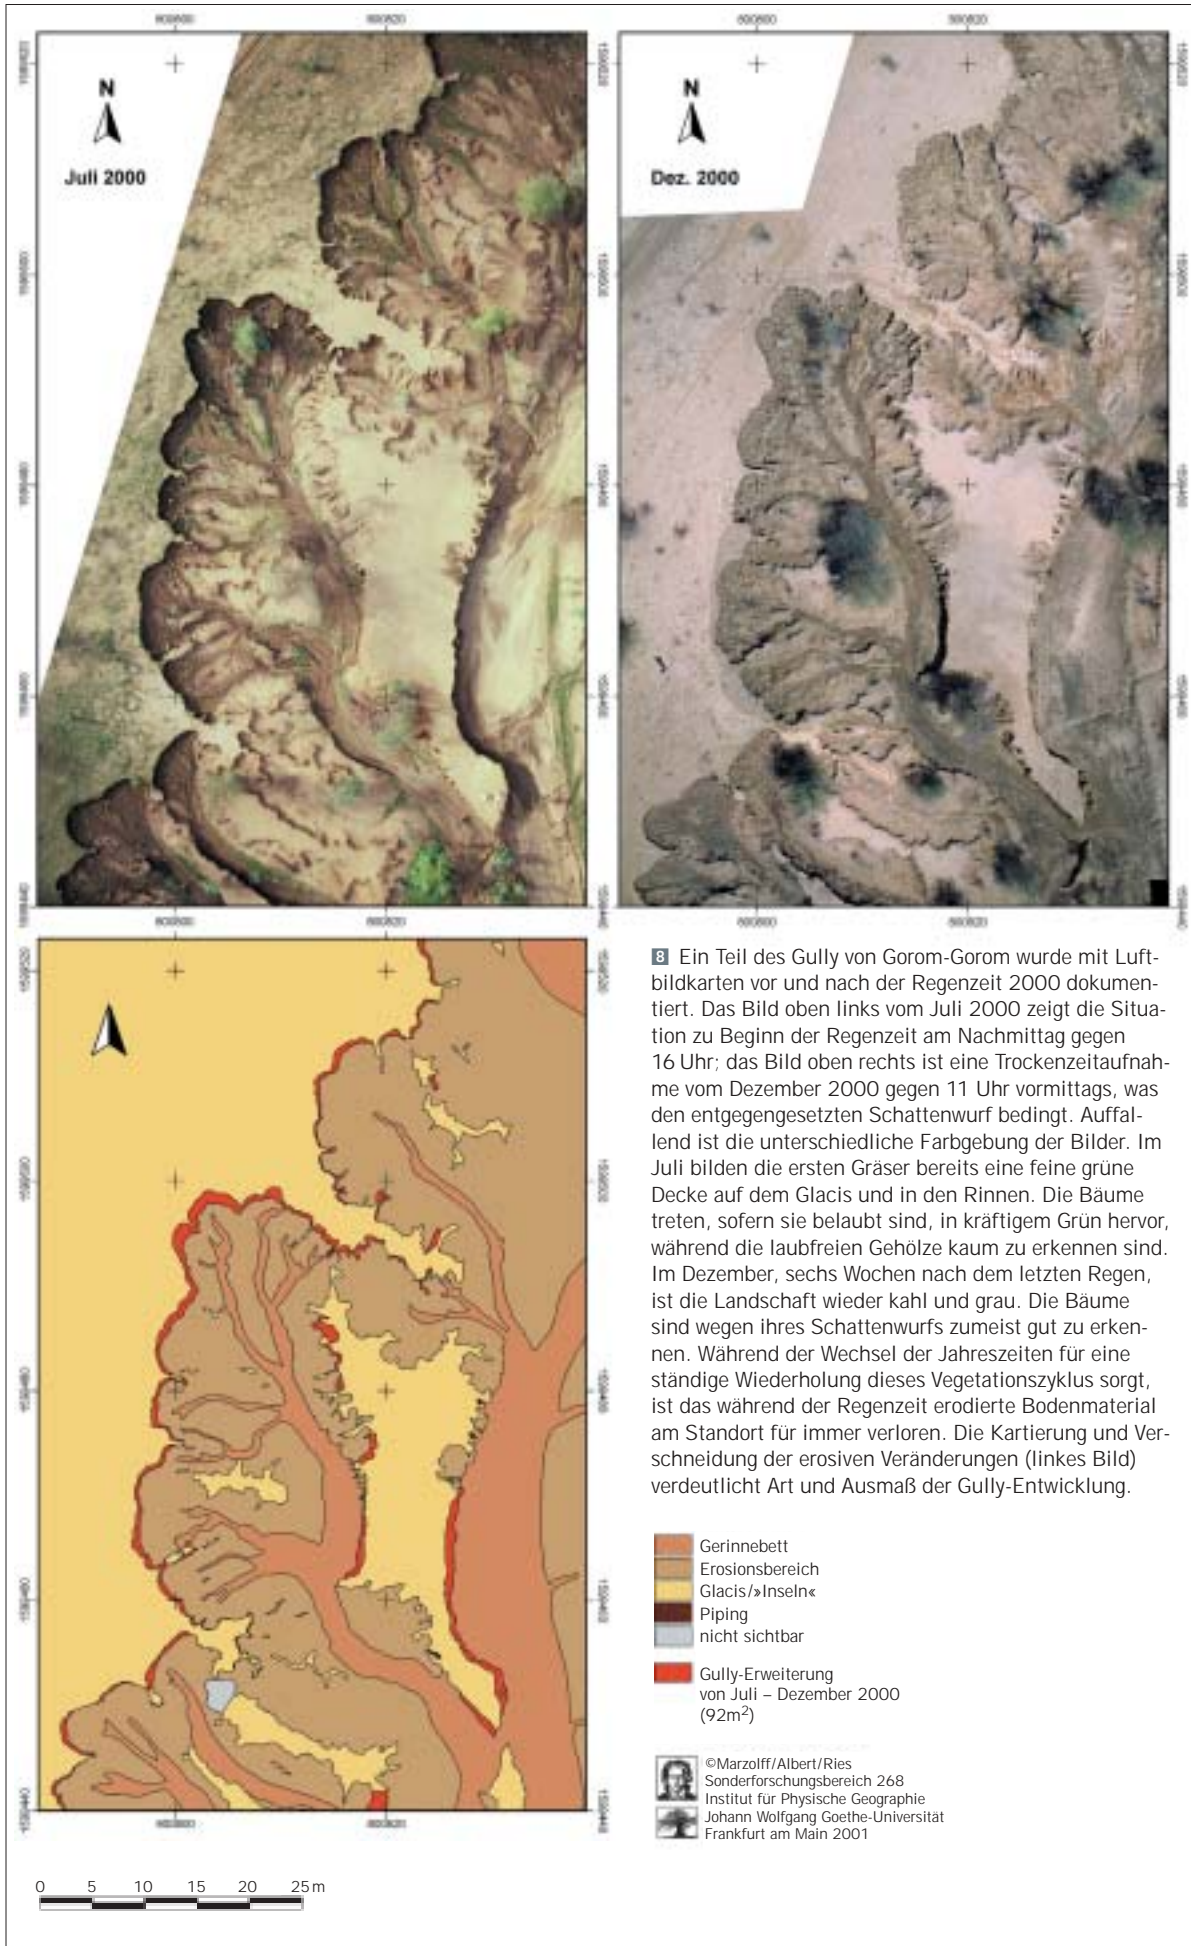 N
Juli 2000
N
Dez. 2000
8 Ein Teil des Gully von Gorom-Gorom wurde mit Luft-
bildkarten vor und nach der Regenzeit 2000 dokumen-
tiert. Das Bild oben links vom Juli 2000 zeigt die Situa-
tion zu Beginn der Regenzeit am Nachmittag gegen
16 Uhr; das Bild oben rechts ist eine Trockenzeitaufnah-
me vom Dezember 2000 gegen 11 Uhr vormittags, was
den entgegengesetzten Schattenwurf bedingt. Auffal-
lend ist die unterschiedliche Farbgebung der Bilder. Im
Juli bilden die ersten Gräser bereits eine feine grüne
Decke auf dem Glacis und in den Rinnen. Die Bäume
treten, sofern sie belaubt sind, in kräftigem Grün hervor,
während die laubfreien Gehölze kaum zu erkennen sind.
Im Dezember, sechs Wochen nach dem letzten Regen,
ist die Landschaft wieder kahl und grau. Die Bäume
sind wegen ihres Schattenwurfs zumeist gut zu erken-
nen. Während der Wechsel der Jahreszeiten für eine
ständige Wiederholung dieses Vegetationszyklus sorgt,
ist das während der Regenzeit erodierte Bodenmaterial
am Standort für immer verloren. Die Kartierung und Ver-
schneidung der erosiven Veränderungen (linkes Bild)
verdeutlicht Art und Ausmaß der Gully-Entwicklung.
Gerinnebett
Erosionsbereich
Glacis/»Inseln«
Piping
nicht sichtbar
Gully-Erweiterung
von Juli – Dezember 2000
(92m²)
©Marzolff/Albert/Ries
Sonderforschungsbereich 268
Institut für Physische Geographie
Johann Wolfgang Goethe-Universität
Frankfurt am Main 2001
0 5 10 15 20 25 m